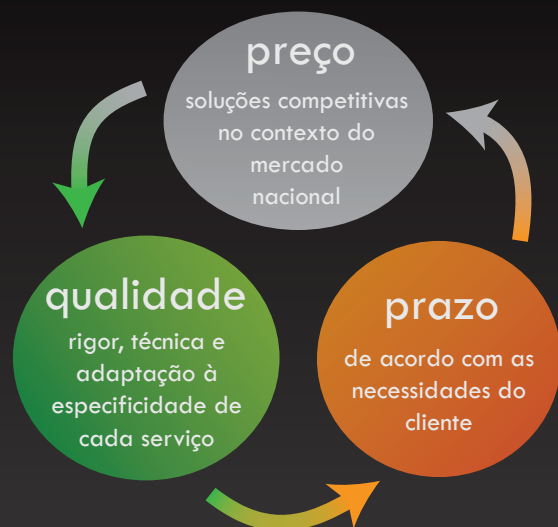 preço
soluções competitivas
no contexto do
mercado
nacional
qualidade
rigor, técnica e
adaptação à
especificidade de
cada serviço
prazo
de acordo com as
necessidades do
cliente